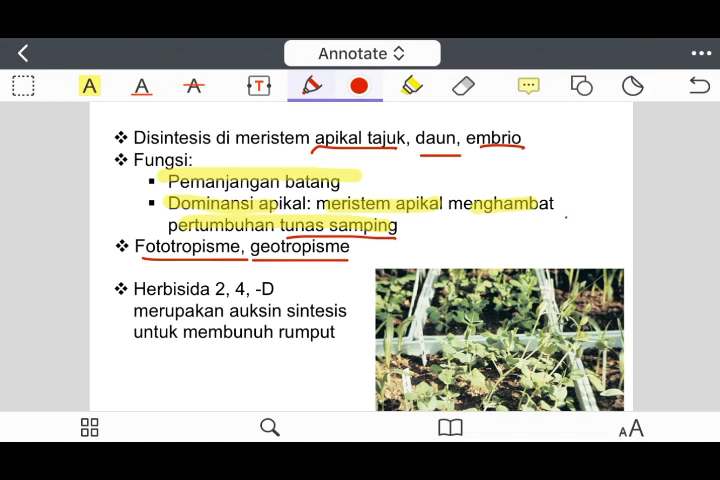 Annotate
A
A
A
T
❖ Disintesis di meristem apikal tajuk, daun, embrio
❖ Fungsi:
▪ Pemanjangan batang
▪ Dominansi apikal: meristem apikal menghambat
pertumbuhan tunas samping
❖ Fototropisme, geotropisme
❖ Herbisida 2, 4, -D
merupakan auksin sintesis
untuk membunuh rumput
AA